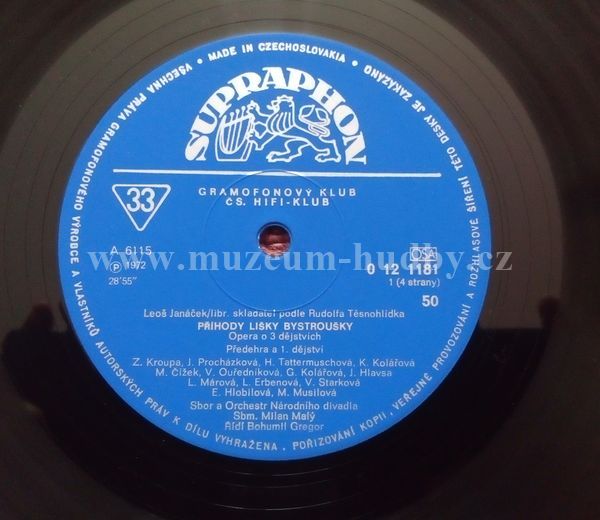 VŠECHNA PRÁVA GRAMOFONOVÉHO VÝROBCE A VLASTNÍKŮ AUTORSKÝCH PRÁV K DÍLU VYHRAŽENA. POŘIZOVÁNÍ KOPIÍ, VEŘEJNÉ PROVOZOVÁNÍ A ROZHLASOVÉ ŠÍŘENÍ TÉTO DESKY JE ZAKÁZÁNO • MADE IN CZECHOSLOVAKIA •
SUPRAPHON
GRAMOFONOVÝ KLUB
ČS. HIFI-KLUB
33
A 6115
Ⓟ 1972
28'55"
OSA
0 12 1181
1 (4 strany)
50
www.muzeum-hudby.cz
Leoš Janáček/libr. skladatel podle Rudolfa Těsnohlídka
PŘÍHODY LIŠKY BYSTROUŠKY
Opera o 3 dějstvích
Předehra a 1. dějství
Z. Kroupa, J. Procházková, H. Tattermuschová, K. Kolářová
M. Čížek, V. Ouředníková, G. Kolářová, J. Hlavsa
L. Márová, L. Erbenová, V. Starková
E. Hlobilová, M. Musilová
Sbor a Orchestr Národního divadla
Sbm. Milan Malý
Řídí Bohumil Gregor